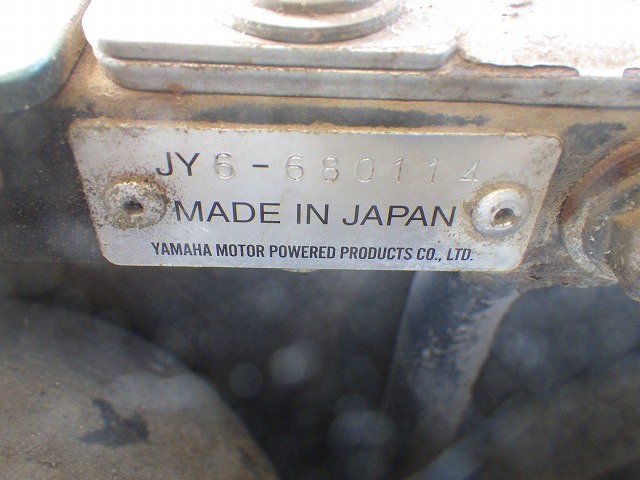 JY6-680114
MADE IN JAPAN
YAMAHA MOTOR POWERED PRODUCTS CO., LTD.